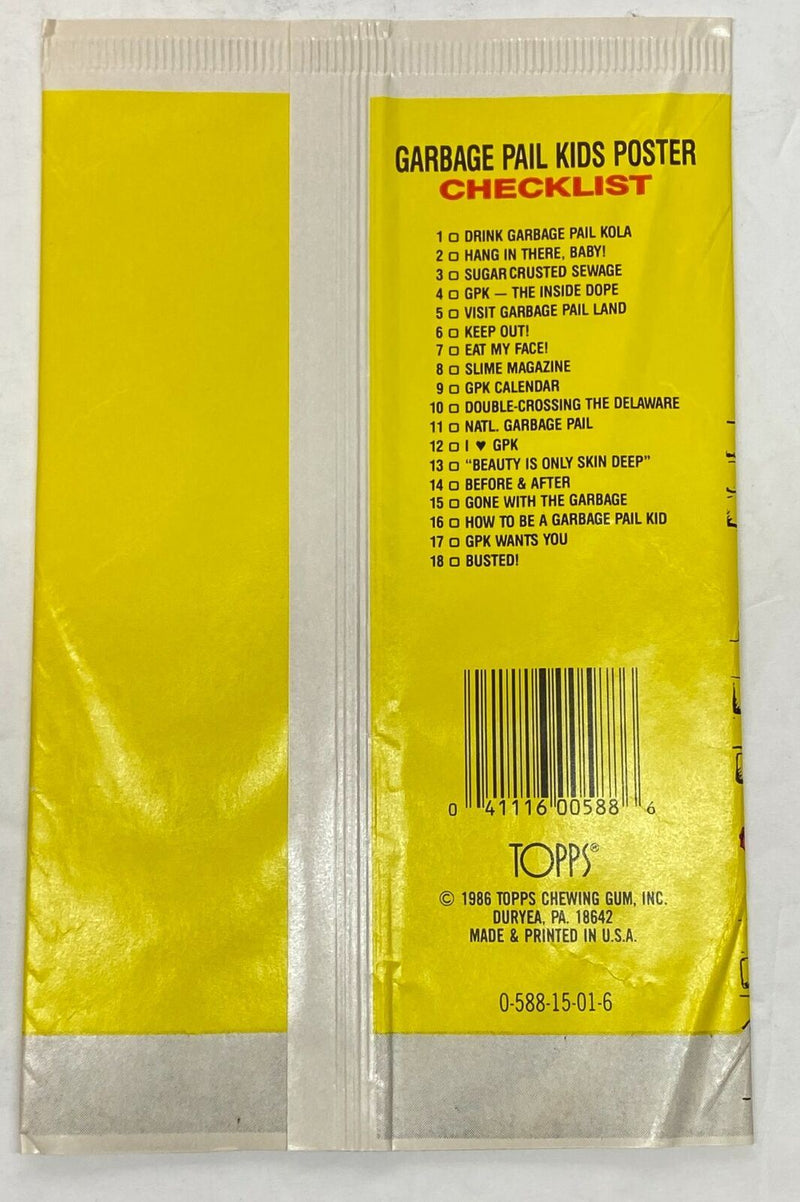 GARBAGE PAIL KIDS POSTER
CHECKLIST
1 □ DRINK GARBAGE PAIL KOLA
2 □ HANG IN THERE, BABY!
3 □ SUGAR CRUSTED SEWAGE
4 □ GPK — THE INSIDE DOPE
5 □ VISIT GARBAGE PAIL LAND
6 □ KEEP OUT!
7 □ EAT MY FACE!
8 □ SLIME MAGAZINE
9 □ GPK CALENDAR
10 □ DOUBLE-CROSSING THE DELAWARE
11 □ NATL. GARBAGE PAIL
12 □ I ♥ GPK
13 □ “BEAUTY IS ONLY SKIN DEEP”
14 □ BEFORE & AFTER
15 □ GONE WITH THE GARBAGE
16 □ HOW TO BE A GARBAGE PAIL KID
17 □ GPK WANTS YOU
18 □ BUSTED!
0 41116 00588 6
TOPPS®
© 1986 TOPPS CHEWING GUM, INC.
DURYEA, PA. 18642
MADE & PRINTED IN U.S.A.
0-588-15-01-6